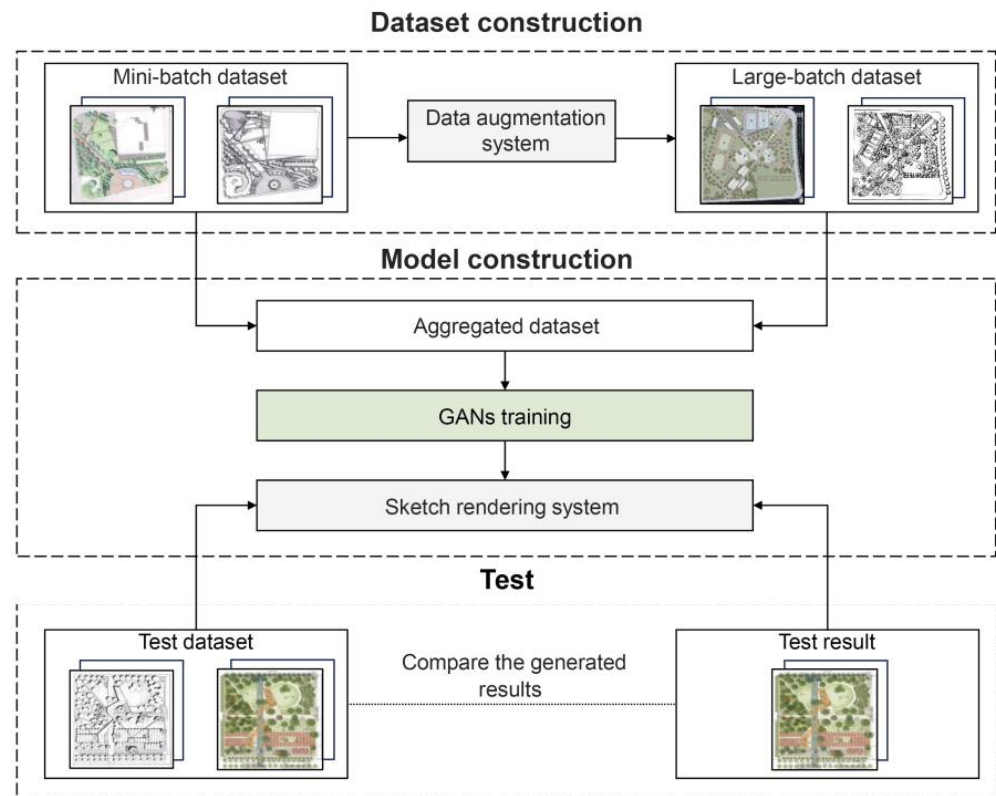 Dataset construction
Mini-batch dataset
Data augmentation
system
Large-batch dataset
Model construction
Aggregated dataset
GANs training
Sketch rendering system
Test
Test dataset
Compare the generated
results
Test result